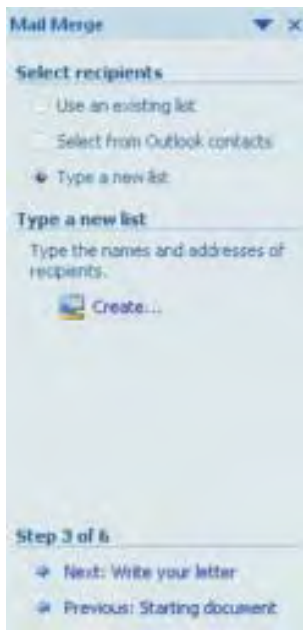 Mail Merge
Select recipients
Use an existing list
Select from Outlook contacts
Type a new list
Type a new list
Type the names and addresses of
recipients.
Create...
Step 3 of 6
Next: Write your letter
Previous: Starting document